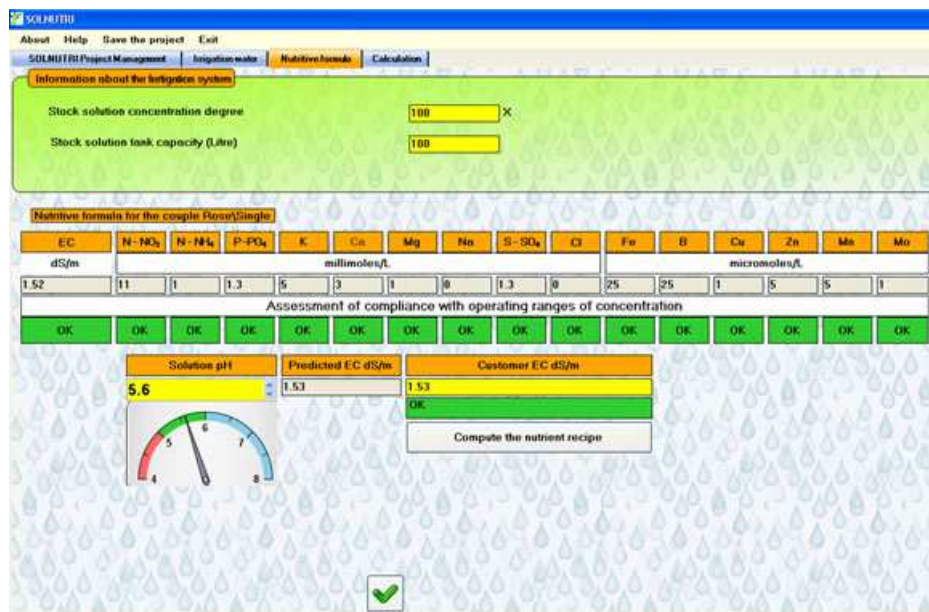 SOLNUTRI
About Help Save the project Exit
SOLNUTRI Project Management Irrigation water Nutritive formula Calculation
Information about the fertigation system
Stock solution concentration degree 100 X
Stock solution tank capacity (Litre) 100
Nutritive formula for the couple Rose\Single
EC N-NO₃ N-NH₄ P-PO₄ K Ca Mg Na S-SO₄ Cl Fe B Cu Zn Mn Mo
dS/m millimoles/L micromoles/L
1.52 11 1 1.3 5 3 1 0 1.3 0 25 25 1 5 5 1
Assessment of compliance with operating ranges of concentration
OK OK OK OK OK OK OK OK OK OK OK OK OK OK OK OK
Solution pH Predicted EC dS/m Customer EC dS/m
5.6 1.53 1.53
OK
Compute the nutrient recipe
4 5 6 7 8